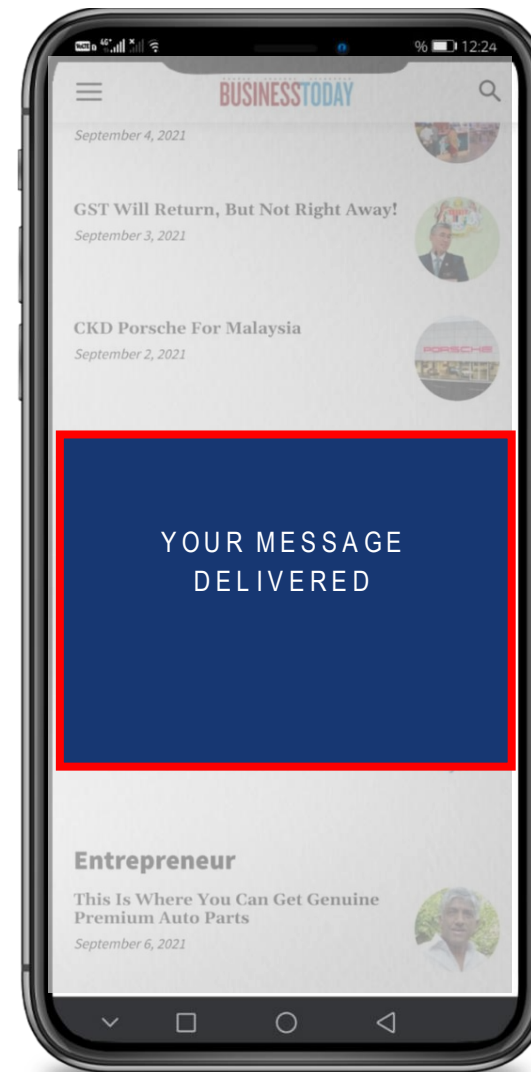 % 12:24
BUSINESSTODAY
September 4, 2021
GST Will Return, But Not Right Away!
September 3, 2021
CKD Porsche For Malaysia
September 2, 2021
PORSCHE
YOUR MESSAGE
DELIVERED
Entrepreneur
This Is Where You Can Get Genuine
Premium Auto Parts
September 6, 2021